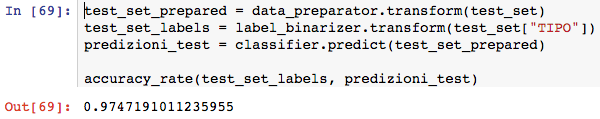 In [69]: test_set_prepared = data_preparator.transform(test_set)
test_set_labels = label_binarizer.transform(test_set["TIPO"])
predizioni_test = classifier.predict(test_set_prepared)
accuracy_rate(test_set_labels, predizioni_test)
Out[69]: 0.9747191011235955